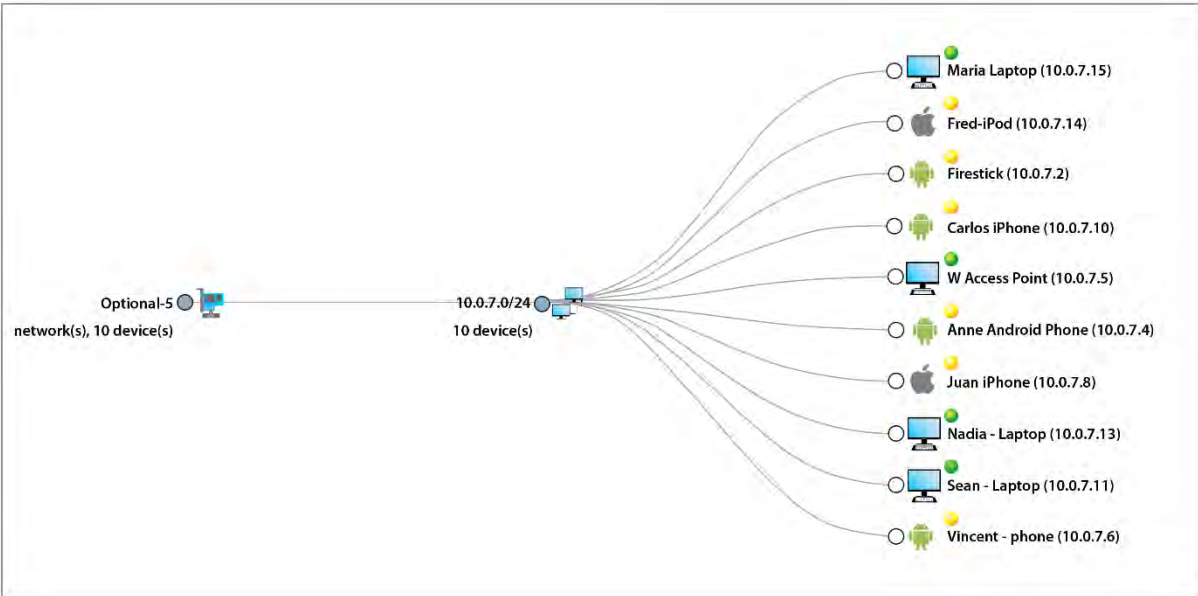 Maria Laptop (10.0.7.15)
Fred-iPod (10.0.7.14)
Firestick (10.0.7.2)
Carlos iPhone (10.0.7.10)
W Access Point (10.0.7.5)
Optional-5
network(s), 10 device(s)
10.0.7.0/24
10 device(s)
Anne Android Phone (10.0.7.4)
Juan iPhone (10.0.7.8)
Nadia - Laptop (10.0.7.13)
Sean - Laptop (10.0.7.11)
Vincent - phone (10.0.7.6)